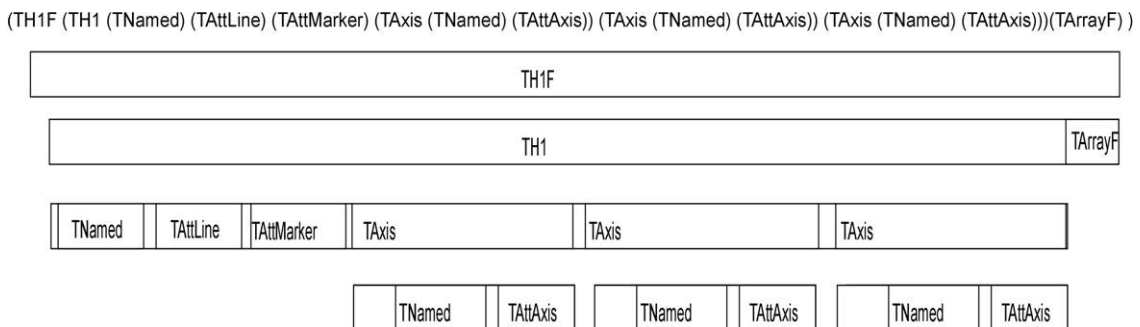 (TH1F (TH1 (TNamed) (TAttLine) (TAttMarker) (TAxis (TNamed) (TAttAxis)) (TAxis (TNamed) (TAttAxis)) (TAxis (TNamed) (TAttAxis)))(TArrayF) )
TH1F
TH1 TArrayF
TNamed TAttLine TAttMarker TAxis TAxis TAxis
TNamed TAttAxis TNamed TAttAxis TNamed TAttAxis